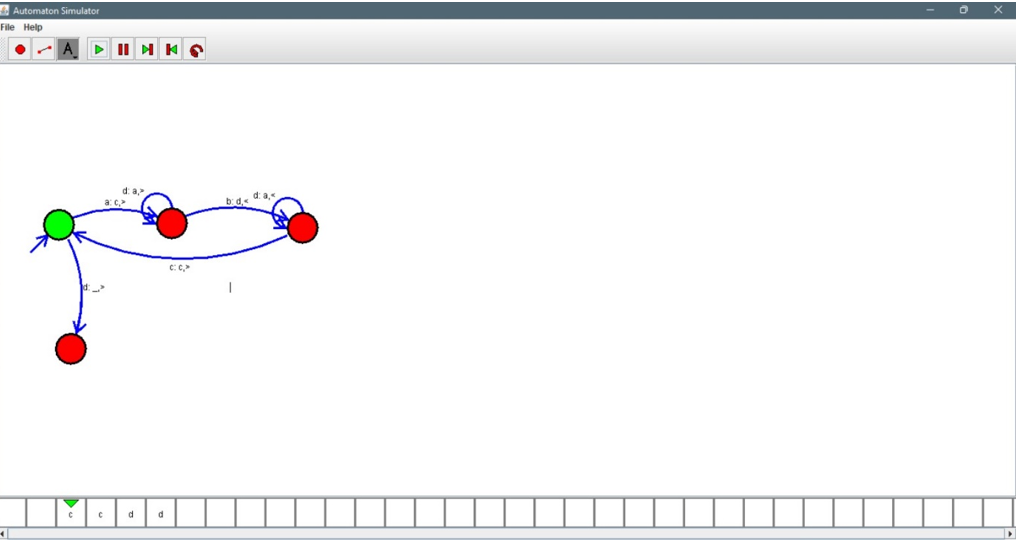 Automaton Simulator
File Help
A
d: a,>
a: c,>
b: d,<
d: a,<
c: c,>
d: _,>
c c d d